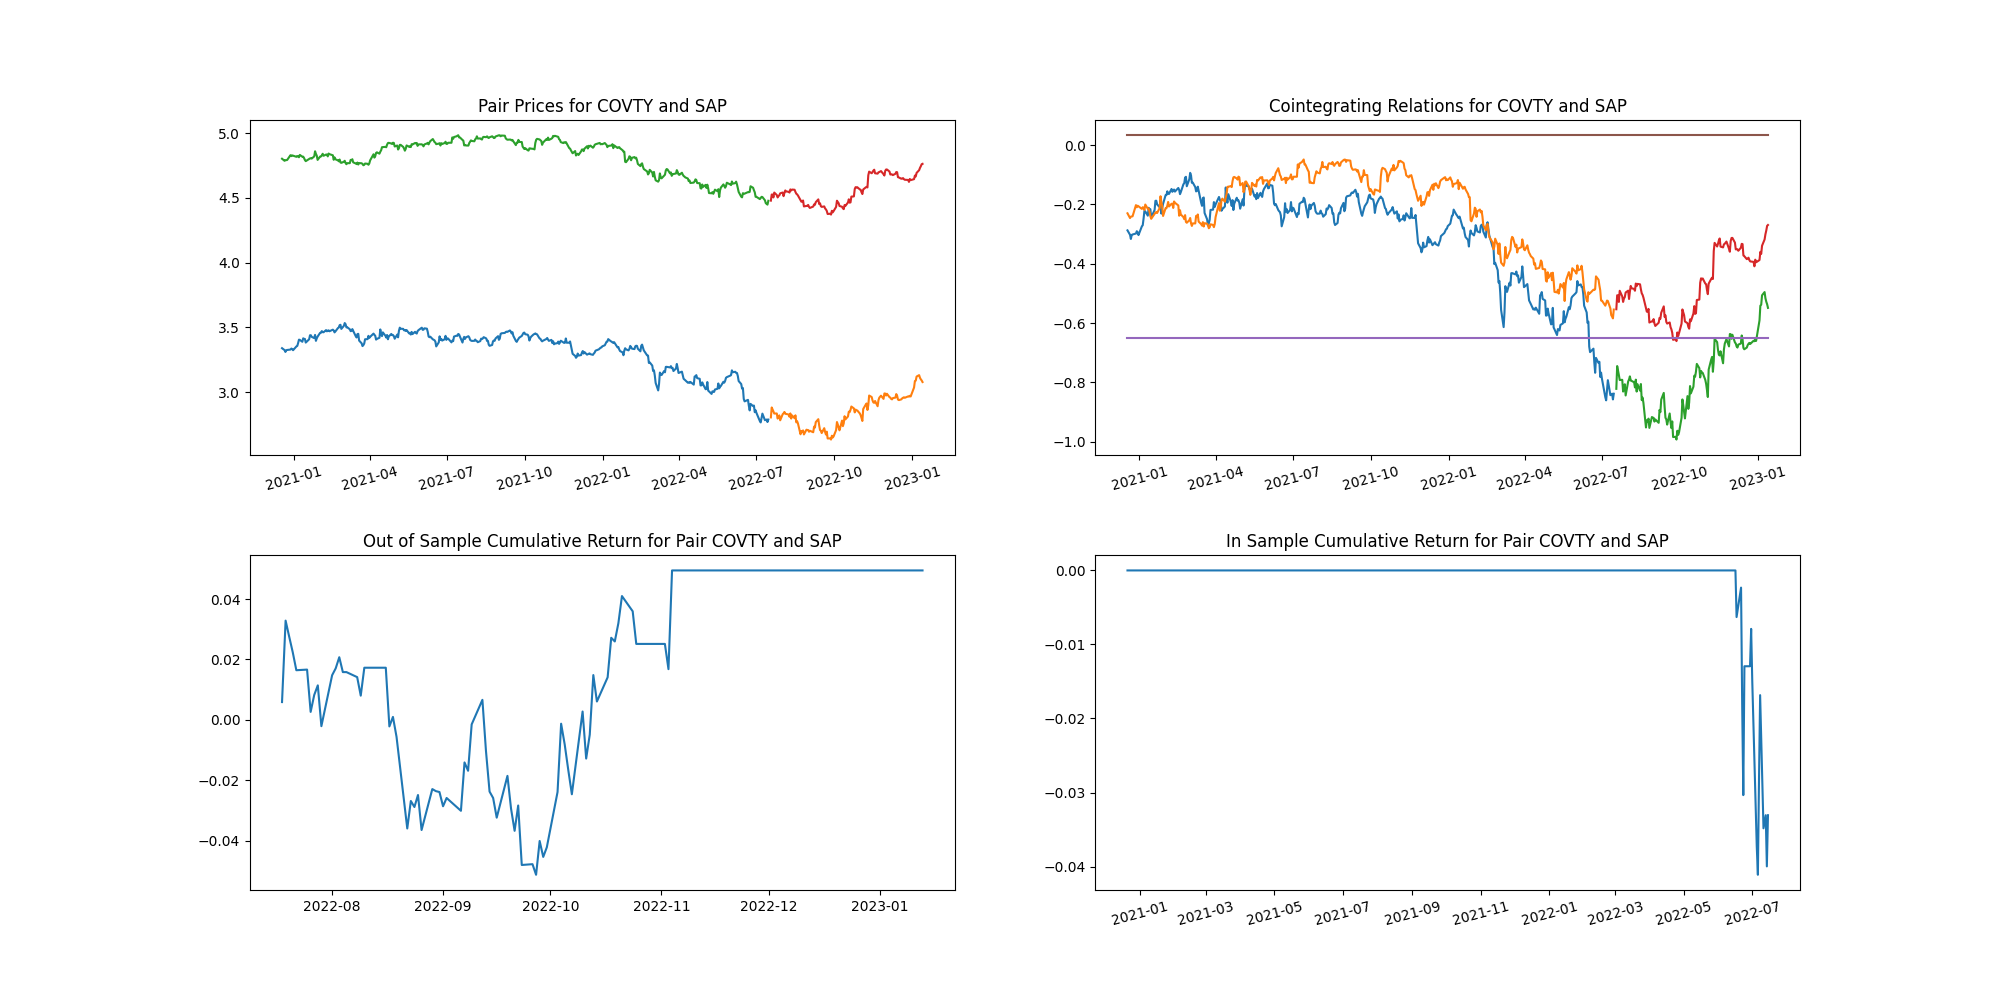 Pair Prices for COVTY and SAP
5.0
4.5
4.0
3.5
3.0
2021-01 2021-04 2021-07 2021-10 2022-01 2022-04 2022-07 2022-10 2023-01
Cointegrating Relations for COVTY and SAP
0.0
−0.2
−0.4
−0.6
−0.8
−1.0
2021-01 2021-04 2021-07 2021-10 2022-01 2022-04 2022-07 2022-10 2023-01
Out of Sample Cumulative Return for Pair COVTY and SAP
0.04
0.02
0.00
−0.02
−0.04
2022-08 2022-09 2022-10 2022-11 2022-12 2023-01
In Sample Cumulative Return for Pair COVTY and SAP
0.00
−0.01
−0.02
−0.03
−0.04
2021-01 2021-03 2021-05 2021-07 2021-09 2021-11 2022-01 2022-03 2022-05 2022-07